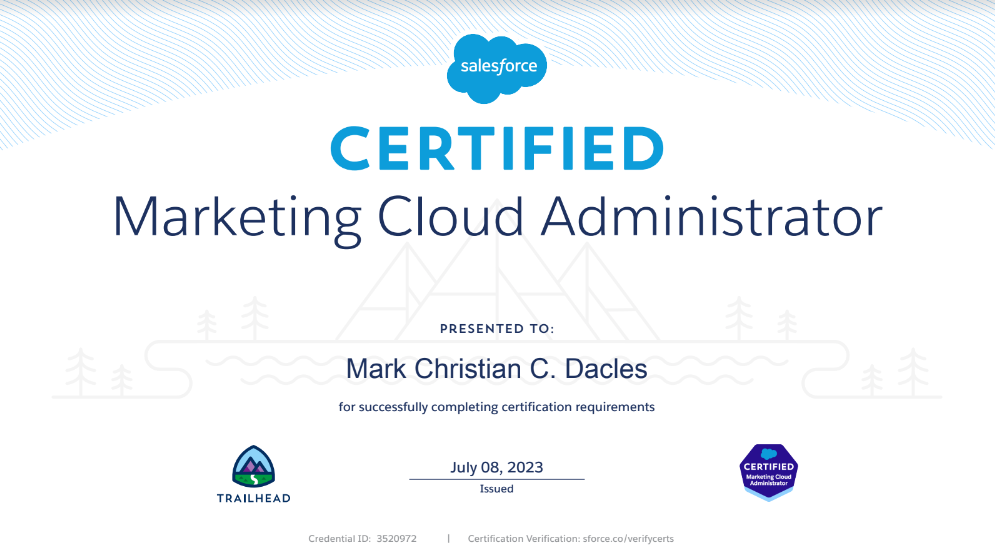 salesforce
CERTIFIED
Marketing Cloud Administrator
PRESENTED TO:
Mark Christian C. Dacles
for successfully completing certification requirements
TRAILHEAD
July 08, 2023
Issued
CERTIFIED
Marketing Cloud
Administrator
Credential ID: 3520972 | Certification Verification: sforce.co/verifycerts